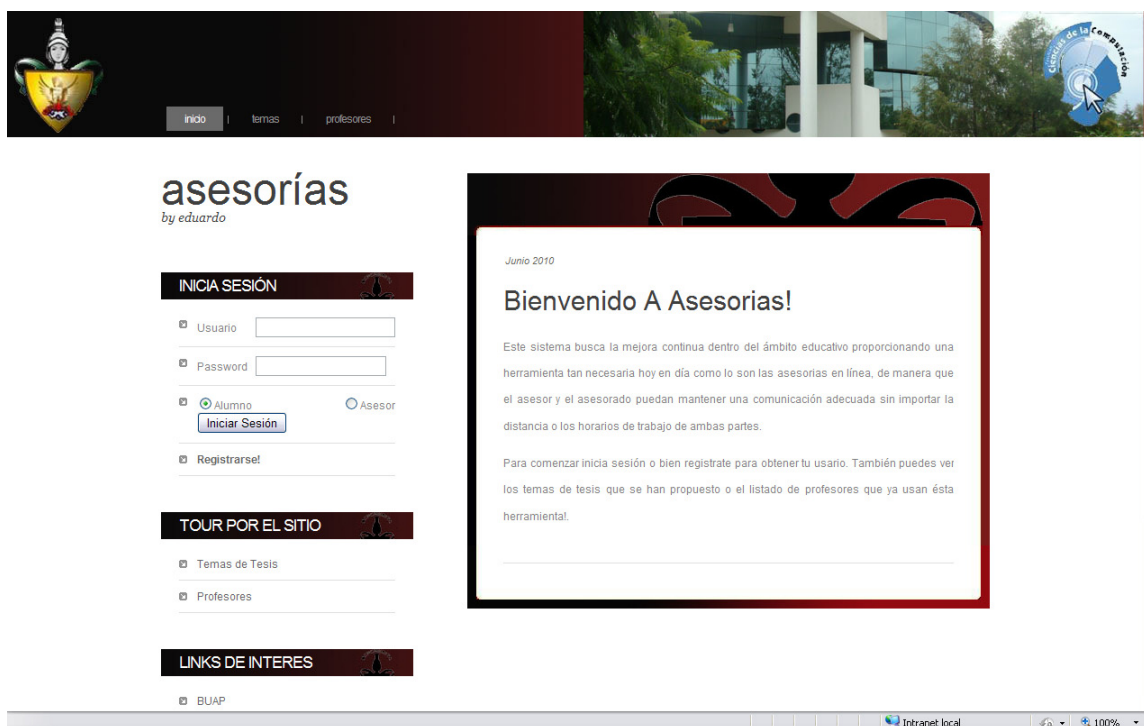 inicio | temas | profesores |
Ciencias de la Computación
asesorías
by eduardo
INICIA SESIÓN
Usuario
Password
Alumno Asesor
Iniciar Sesión
Registrarse!
TOUR POR EL SITIO
Temas de Tesis
Profesores
LINKS DE INTERES
BUAP
Junio 2010
Bienvenido A Asesorias!
Este sistema busca la mejora continua dentro del ámbito educativo proporcionando una
herramienta tan necesaria hoy en día como lo son las asesorias en línea, de manera que
el asesor y el asesorado puedan mantener una comunicación adecuada sin importar la
distancia o los horarios de trabajo de ambas partes.
Para comenzar inicia sesión o bien registrate para obtener tu usario. También puedes ver
los temas de tesis que se han propuesto o el listado de profesores que ya usan ésta
herramienta!.
Intranet local 100%